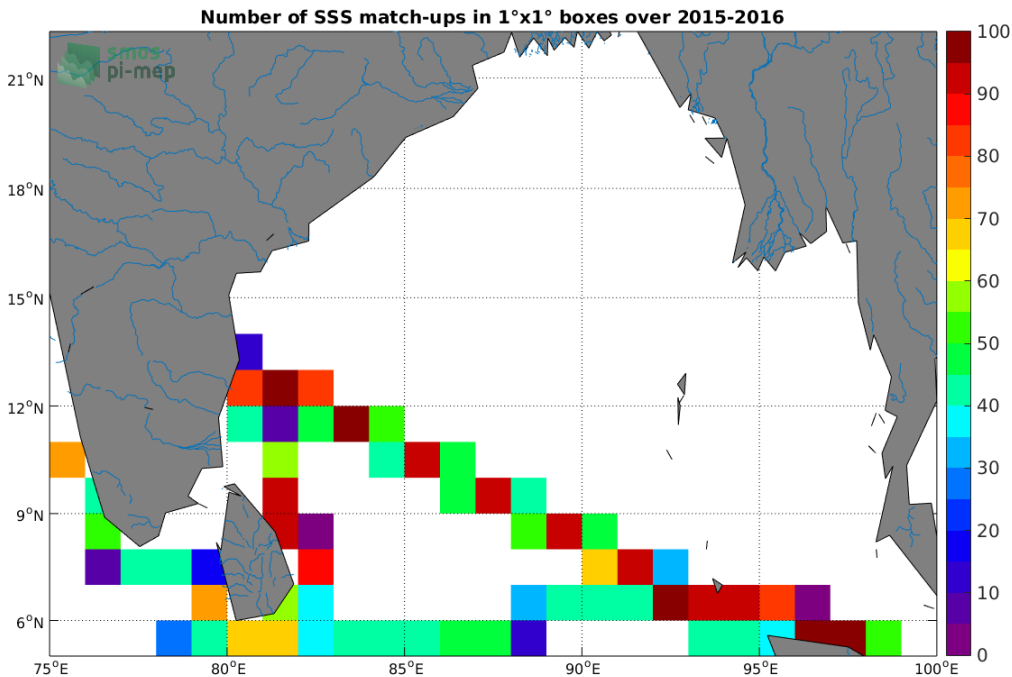 Number of SSS match-ups in 1°x1° boxes over 2015-2016
smos
pi-mep
21°N
18°N
15°N
12°N
9°N
6°N
75°E 80°E 85°E 90°E 95°E 100°E
100
90
80
70
60
50
40
30
20
10
0